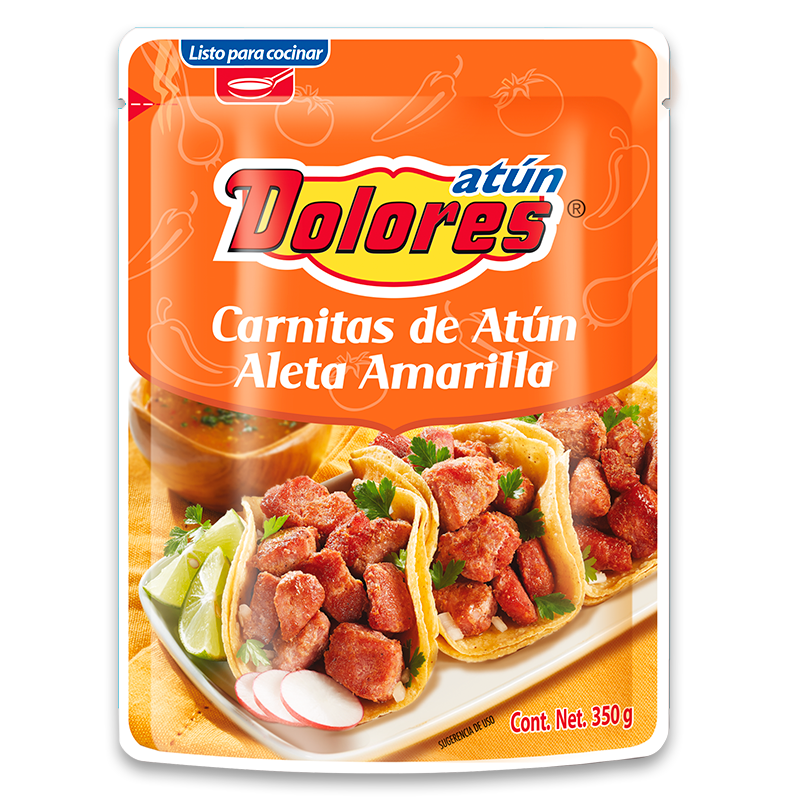 Listo para cocinar
atún
Dolores®
Carnitas de Atún
Aleta Amarilla
SUGERENCIA DE USO
Cont. Net. 350 g